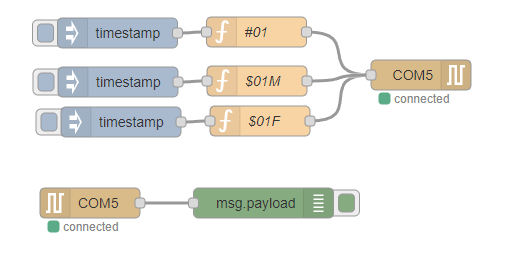 timestamp #01
timestamp $01M COM5
connected
timestamp $01F
COM5 msg.payload
connected